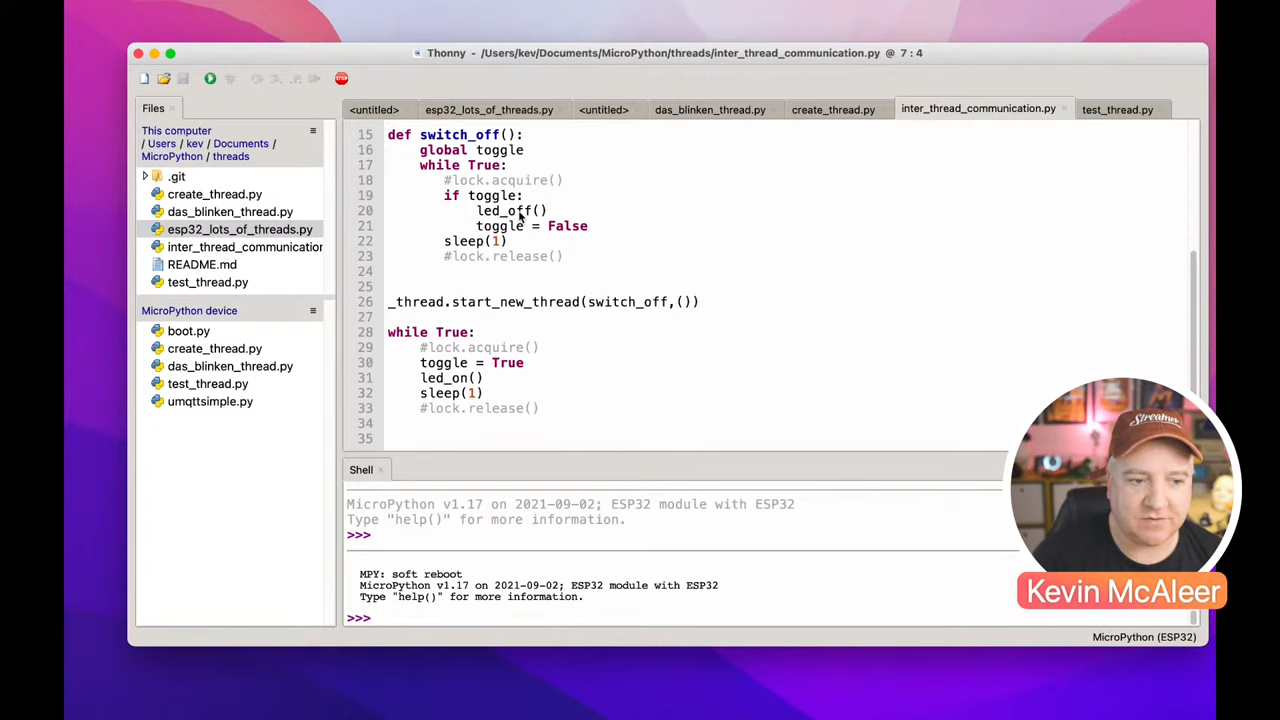 Thonny - /Users/kev/Documents/MicroPython/threads/inter_thread_communication.py @ 7 : 4
STOP
Files ×
<untitled>
esp32_lots_of_threads.py
<untitled>
das_blinken_thread.py
create_thread.py
inter_thread_communication.py ×
test_thread.py
This computer
/ Users / kev / Documents /
MicroPython / threads
.git
create_thread.py
das_blinken_thread.py
esp32_lots_of_threads.py
inter_thread_communication
README.md
test_thread.py
MicroPython device
boot.py
create_thread.py
das_blinken_thread.py
test_thread.py
umqttsimple.py
15 def switch_off():
16 global toggle
17 while True:
18 #lock.acquire()
19 if toggle:
20 led_off()
21 toggle = False
22 sleep(1)
23 #lock.release()
24
25
26 _thread.start_new_thread(switch_off,())
27
28 while True:
29 #lock.acquire()
30 toggle = True
31 led_on()
32 sleep(1)
33 #lock.release()
34
35
Shell ×
MicroPython v1.17 on 2021-09-02; ESP32 module with ESP32
Type "help()" for more information.
>>>
MPY: soft reboot
MicroPython v1.17 on 2021-09-02; ESP32 module with ESP32
Type "help()" for more information.
>>>
MicroPython (ESP32)
Streamer
Kevin McAleer